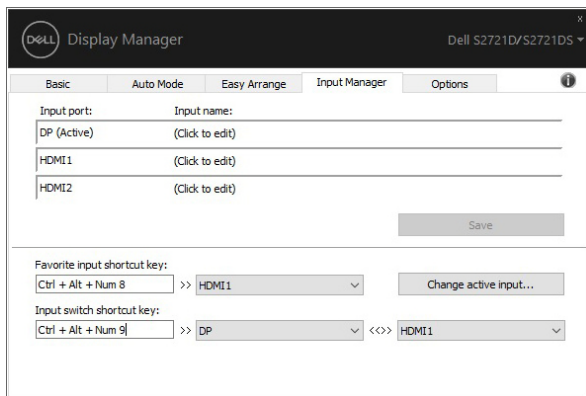 x
DELL Display Manager Dell S2721D/S2721DS
Basic Auto Mode Easy Arrange Input Manager Options i
Input port: Input name:
DP (Active) (Click to edit)
HDMI1 (Click to edit)
HDMI2 (Click to edit)
Save
Favorite input shortcut key:
Ctrl + Alt + Num 8 >> HDMI1 Change active input...
Input switch shortcut key:
Ctrl + Alt + Num 9 >> DP <<>> HDMI1